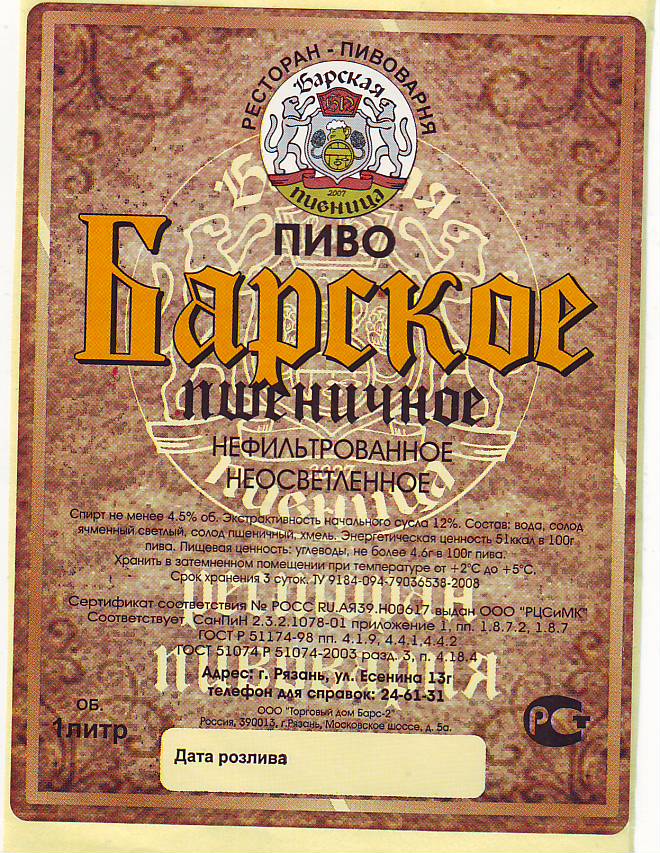 РЕСТОРАН - ПИВОВАРНЯ
Барская
БП
2007
пивница
ПИВО
Барское
пшеничное
НЕФИЛЬТРОВАННОЕ
НЕОСВЕТЛЕННОЕ
Спирт не менее 4.5% об. Экстрактивность начального сусла 12%. Состав: вода, солод
ячменный светлый, солод пшеничный, хмель. Энергетическая ценность 51ккал в 100г
пива. Пищевая ценность: углеводы, не более 4.6г в 100г пива.
Хранить в затемненном помещении при температуре от +2°C до +5°C.
Срок хранения 3 суток. ТУ 9184-094-79036538-2008
Сертификат соответствия № РОСС RU.АЯ39.Н00617 выдан ООО "РЦСиМК"
Соответствует СанПиН 2.3.2.1078-01 приложение 1, пп. 1.8.7.2, 1.8.7
ГОСТ Р 51174-98 пп. 4.1.9, 4.4.1,4.4.2
ГОСТ 51074 Р 51074-2003 разд. 3, п. 4.18.4
Адрес: г. Рязань, ул. Есенина 13г
телефон для справок: 24-61-31
ООО "Торговый дом Барс-2"
Россия, 390013, г.Рязань, Московское шоссе, д. 5а.
ОБ.
1литр
РСТ
Дата розлива